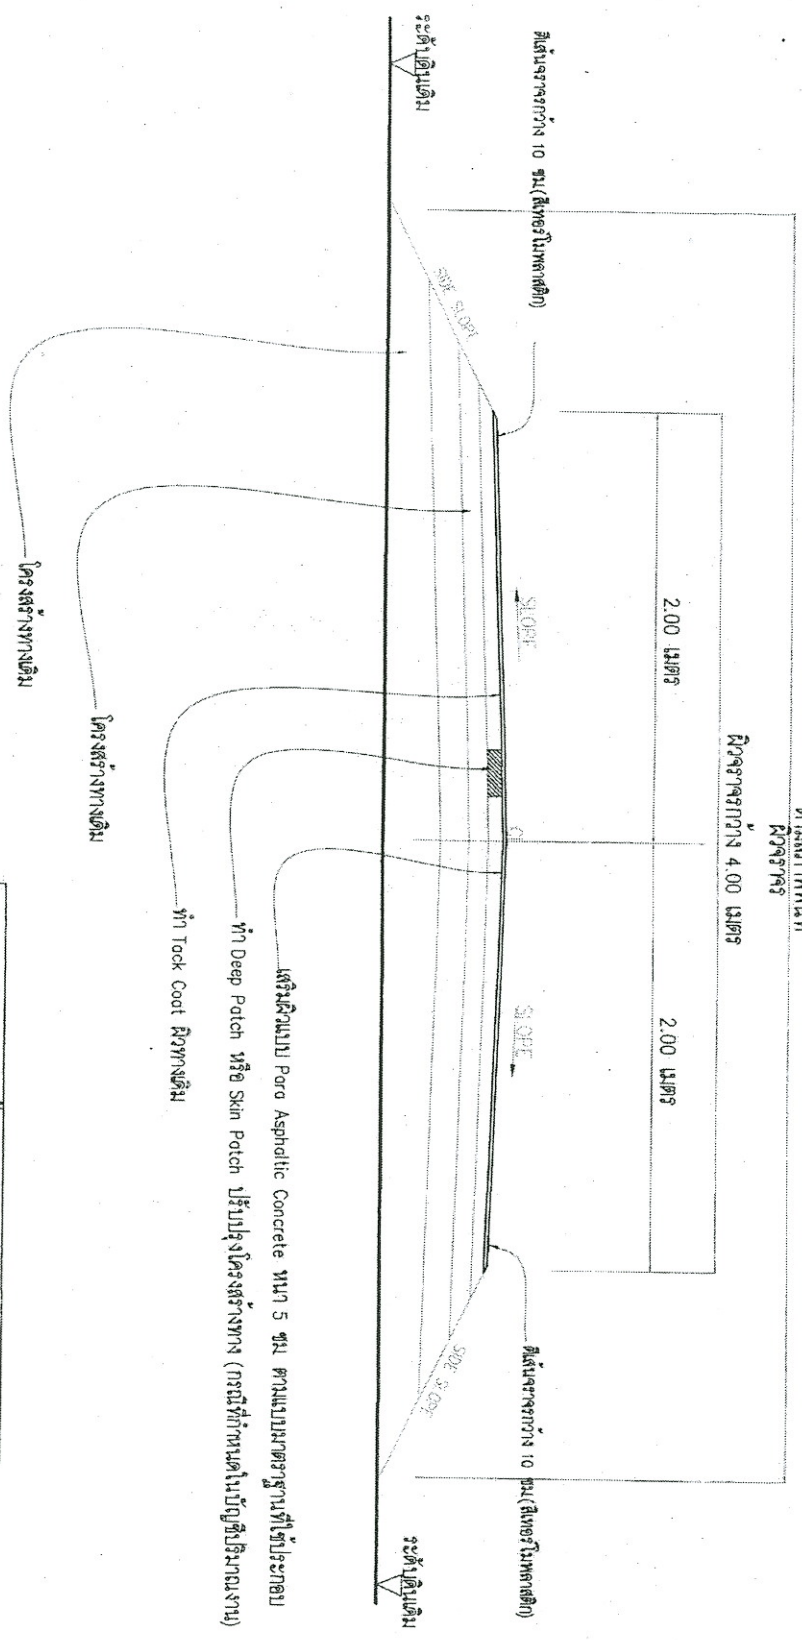 ผิวจราจร
ผิวจราจรกว้าง 4.00 เมตร
2.00 เมตร
2.00 เมตร
ตีเส้นจราจรกว้าง 10 ซม(สีเทอร์โมพลาสติก)
ตีเส้นจราจรกว้าง 10 ซม(สีเทอร์โมพลาสติก)
SLOPE
CL
SLOPE
SIDE SLOPE
SIDE SLOPE
ระดับดินเดิม
ระดับดินเดิม
เสริมผิวแบบ Para Asphaltic Concrete หนา 5 ซม ตามแบบมาตราฐานที่ใช้ประกอบ
ทำ Deep Patch หรือ Skin Patch ปรับปรุงโครงสร้างทาง (กรณีที่กำหนดในบัญชีปริมาณงาน)
ทำ Tack Coat ผิวทางเดิม
โครงสร้างทางเดิม
โครงสร้างทางเดิม